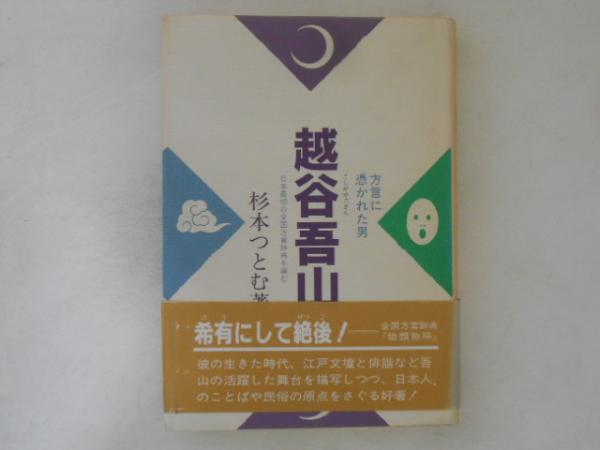 方言に
憑かれた男
越谷吾山
こしがやござん
日本最初の全国方言辞典を編む
杉本つとむ著
希有にして絶後!
けう
ぜつご
全国方言辞典
『物類称呼』
彼の生きた時代、江戸文壇と俳諧など吾
山の活躍した舞台を描写しつつ、日本人
のことばや民俗の原点をさぐる好著!